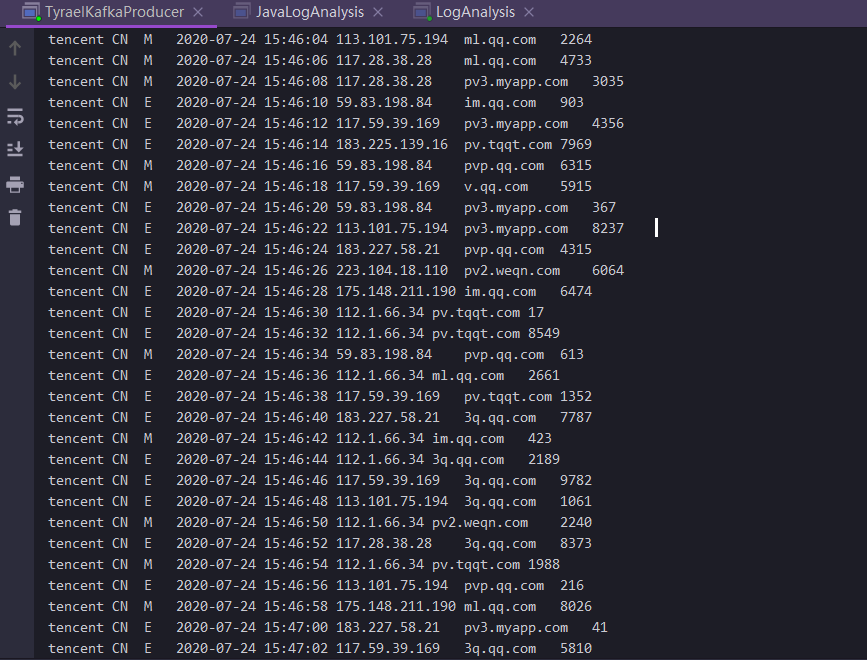 TyraelKafkaProducer JavaLogAnalysis LogAnalysis
tencent CN M 2020-07-24 15:46:04 113.101.75.194 ml.qq.com 2264
tencent CN M 2020-07-24 15:46:06 117.28.38.28 ml.qq.com 4733
tencent CN M 2020-07-24 15:46:08 117.28.38.28 pv3.myapp.com 3035
tencent CN E 2020-07-24 15:46:10 59.83.198.84 im.qq.com 903
tencent CN E 2020-07-24 15:46:12 117.59.39.169 pv3.myapp.com 4356
tencent CN E 2020-07-24 15:46:14 183.225.139.16 pv.tqqt.com 7969
tencent CN M 2020-07-24 15:46:16 59.83.198.84 pvp.qq.com 6315
tencent CN M 2020-07-24 15:46:18 117.59.39.169 v.qq.com 5915
tencent CN E 2020-07-24 15:46:20 59.83.198.84 pv3.myapp.com 367
tencent CN E 2020-07-24 15:46:22 113.101.75.194 pv3.myapp.com 8237
tencent CN E 2020-07-24 15:46:24 183.227.58.21 pvp.qq.com 4315
tencent CN M 2020-07-24 15:46:26 223.104.18.110 pv2.weqn.com 6064
tencent CN E 2020-07-24 15:46:28 175.148.211.190 im.qq.com 6474
tencent CN E 2020-07-24 15:46:30 112.1.66.34 pv.tqqt.com 17
tencent CN E 2020-07-24 15:46:32 112.1.66.34 pv.tqqt.com 8549
tencent CN M 2020-07-24 15:46:34 59.83.198.84 pvp.qq.com 613
tencent CN E 2020-07-24 15:46:36 112.1.66.34 ml.qq.com 2661
tencent CN E 2020-07-24 15:46:38 117.59.39.169 pv.tqqt.com 1352
tencent CN E 2020-07-24 15:46:40 183.227.58.21 3q.qq.com 7787
tencent CN M 2020-07-24 15:46:42 112.1.66.34 im.qq.com 423
tencent CN E 2020-07-24 15:46:44 112.1.66.34 3q.qq.com 2189
tencent CN E 2020-07-24 15:46:46 117.59.39.169 3q.qq.com 9782
tencent CN E 2020-07-24 15:46:48 113.101.75.194 3q.qq.com 1061
tencent CN M 2020-07-24 15:46:50 112.1.66.34 pv2.weqn.com 2240
tencent CN E 2020-07-24 15:46:52 117.28.38.28 3q.qq.com 8373
tencent CN M 2020-07-24 15:46:54 112.1.66.34 pv.tqqt.com 1988
tencent CN E 2020-07-24 15:46:56 113.101.75.194 pvp.qq.com 216
tencent CN M 2020-07-24 15:46:58 175.148.211.190 ml.qq.com 8026
tencent CN E 2020-07-24 15:47:00 183.227.58.21 pv3.myapp.com 41
tencent CN E 2020-07-24 15:47:02 117.59.39.169 3q.qq.com 5810